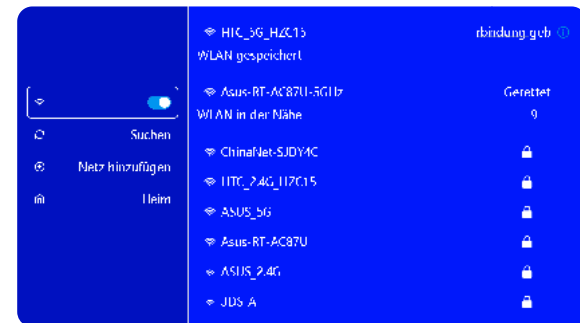 Suchen
Netz hinzufügen
Heim
HTC_5G_HZC15 rbindung.geb
WLAN gespeichert
Asus-RT-AC87U-5GHz Gerettet
WLAN in der Nähe 9
ChinaNet-SJDY4C
HTC_2.4G_HZC15
ASUS_5G
Asus-RT-AC87U
ASUS_2.4G
JDS_A